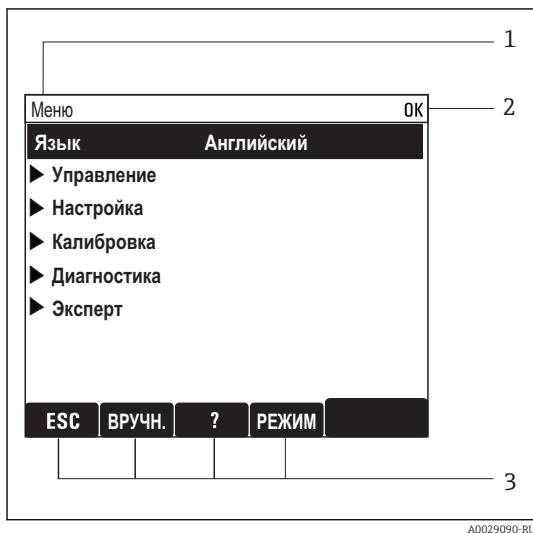 1
Меню OK
2
Язык Английский
Управление
Настройка
Калибровка
Диагностика
Эксперт
ESC ВРУЧН. ? РЕЖИМ
3
A0029090-RU